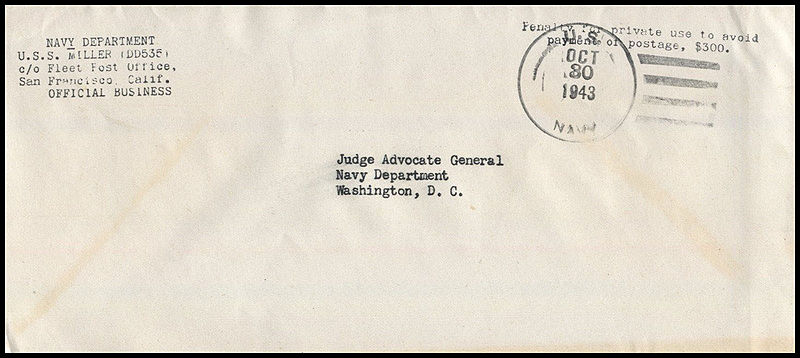 NAVY DEPARTMENT
U.S.S. MILLER (DD535)
c/o Fleet Post Office,
San Francisco, Calif.
OFFICIAL BUSINESS
Penalty for private use to avoid
payment of postage, $300.
U.S.
OCT
30
1943
NAVY
Judge Advocate General
Navy Department
Washington, D. C.